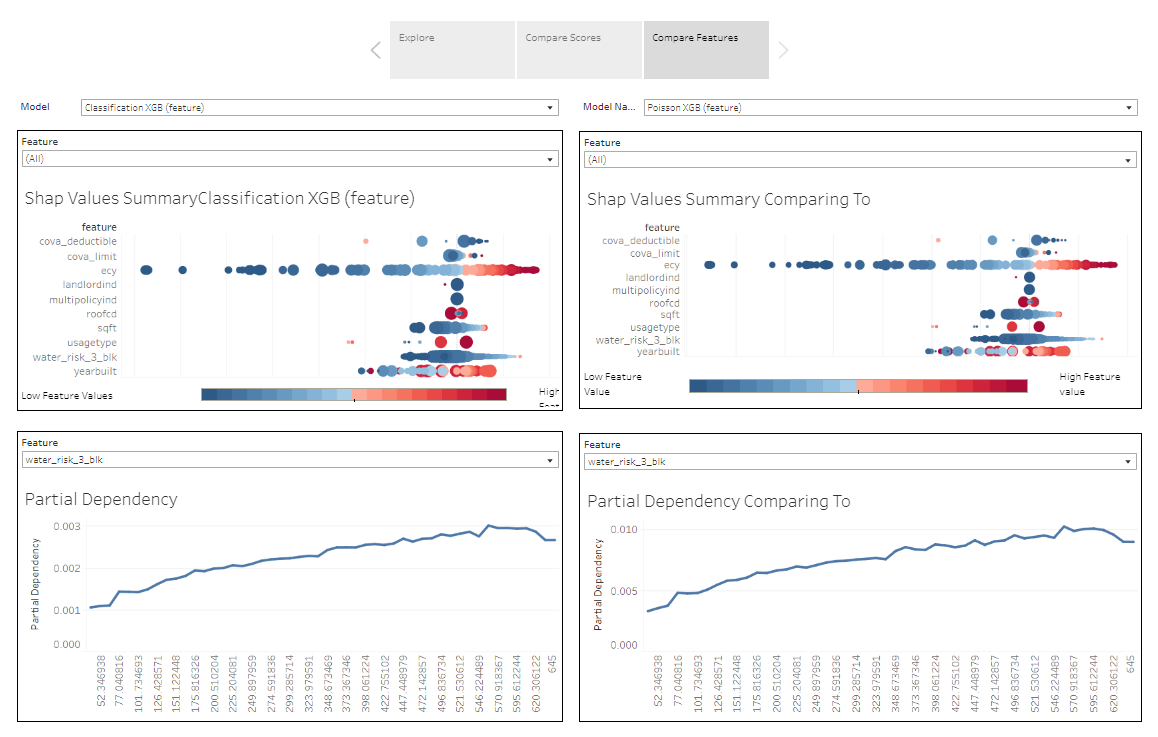 Explore
Compare Scores
Compare Features
Model
Classification XGB (feature)
Model Na...
Poisson XGB (feature)
Feature
(All)
Shap Values SummaryClassification XGB (feature)
feature
cova_deductible
cova_limit
ecy
landlordind
multipolicyind
roofcd
sqft
usagetype
water_risk_3_blk
yearbuilt
Low Feature Values
High
Feature
(All)
Shap Values Summary Comparing To
feature
cova_deductible
cova_limit
ecy
landlordind
multipolicyind
roofcd
sqft
usagetype
water_risk_3_blk
yearbuilt
Low Feature
Value
High Feature
value
Feature
water_risk_3_blk
Partial Dependency
Partial Dependency
0.003
0.002
0.001
0.000
52.346938
77.040816
101.734693
126.428571
151.122448
175.816326
200.510204
225.204081
249.897959
274.591836
299.285714
323.979591
348.673469
373.367346
398.061224
422.755102
447.448979
472.142857
496.836734
521.530612
546.224489
570.918367
595.612244
620.306122
645
Feature
water_risk_3_blk
Partial Dependency Comparing To
Partial Dependency
0.010
0.005
0.000
52.346938
77.040816
101.734693
126.428571
151.122448
175.816326
200.510204
225.204081
249.897959
274.591836
299.285714
323.979591
348.673469
373.367346
398.061224
422.755102
447.448979
472.142857
496.836734
521.530612
546.224489
570.918367
595.612244
620.306122
645